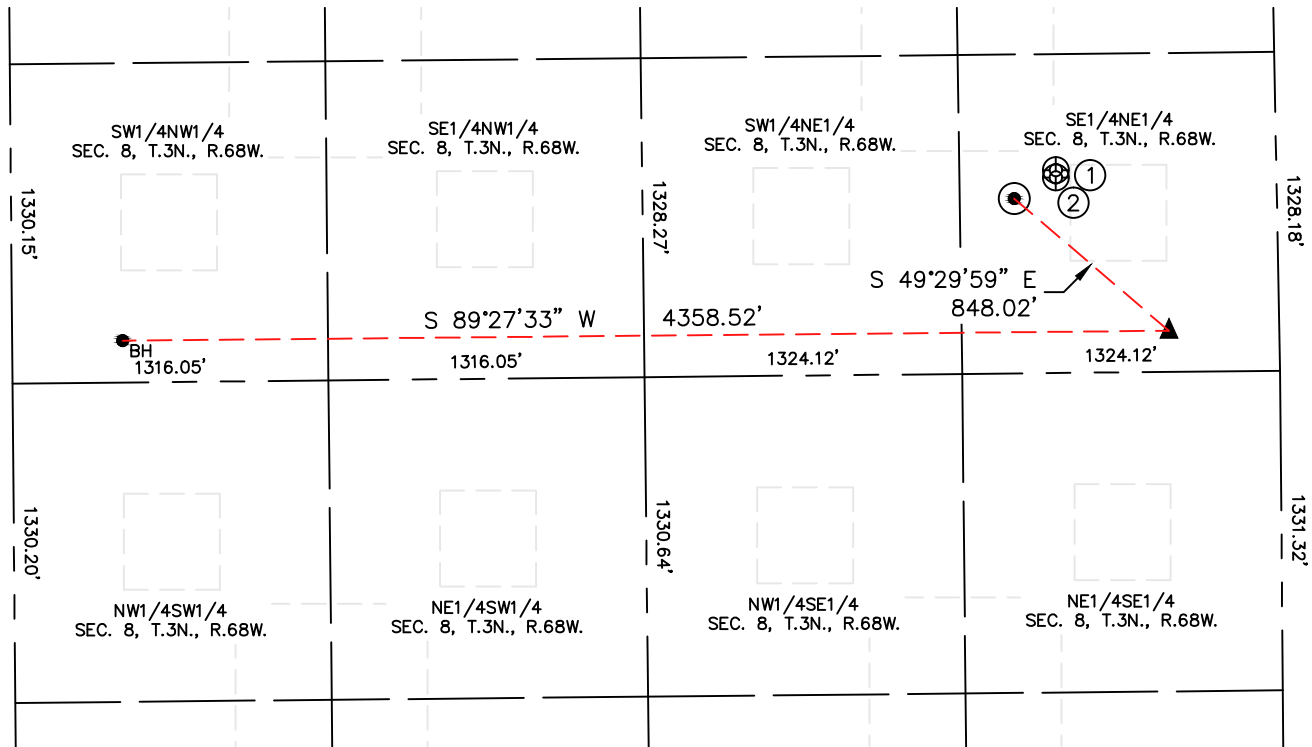 SW1/4NW1/4
SEC. 8, T.3N., R.68W.
SE1/4NW1/4
SEC. 8, T.3N., R.68W.
SW1/4NE1/4
SEC. 8, T.3N., R.68W.
SE1/4NE1/4
SEC. 8, T.3N., R.68W.
1
2
1330.15'
1328.27'
1328.18'
S 49°29'59" E
848.02'
S 89°27'33" W
4358.52'
BH
1316.05'
1316.05'
1324.12'
1324.12'
1330.20'
1330.64'
1331.32'
NW1/4SW1/4
SEC. 8, T.3N., R.68W.
NE1/4SW1/4
SEC. 8, T.3N., R.68W.
NW1/4SE1/4
SEC. 8, T.3N., R.68W.
NE1/4SE1/4
SEC. 8, T.3N., R.68W.